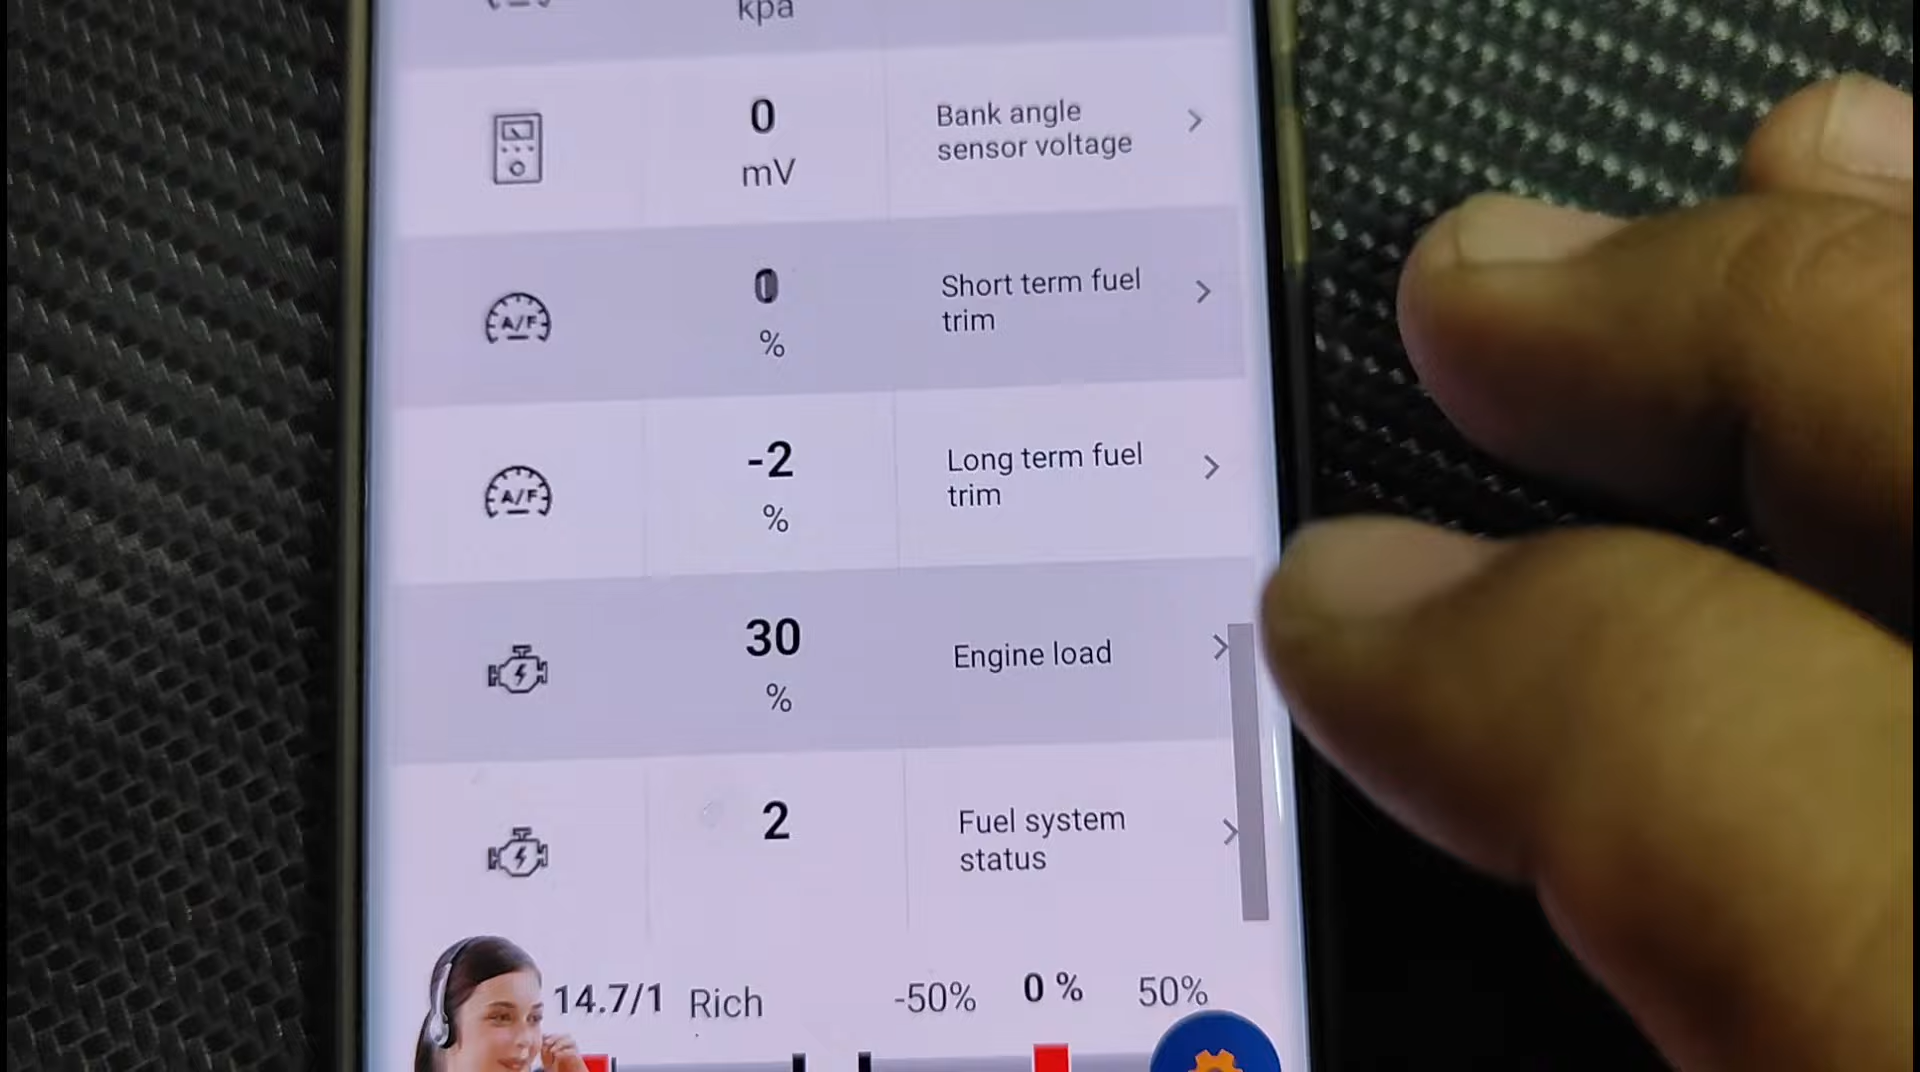 kpa
0
mV
Bank angle
sensor voltage
0
%
Short term fuel
trim
A/F
-2
%
Long term fuel
trim
A/F
30
%
Engine load
2
Fuel system
status
14.7/1 Rich -50% 0 % 50%